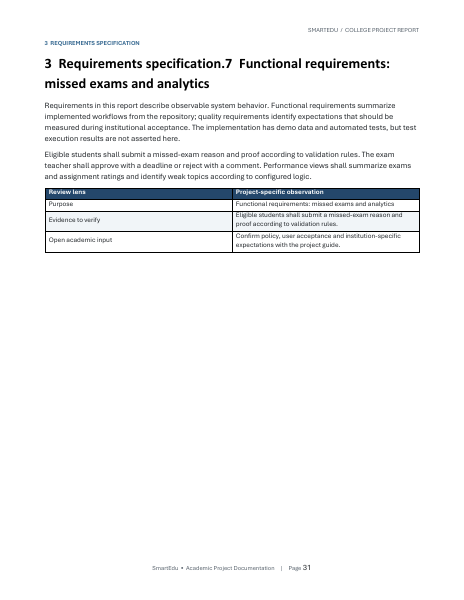 SMARTEDU / COLLEGE PROJECT REPORT
3 REQUIREMENTS SPECIFICATION
3 Requirements specification.7 Functional requirements:
missed exams and analytics
Requirements in this report describe observable system behavior. Functional requirements summarize
implemented workflows from the repository; quality requirements identify expectations that should be
measured during institutional acceptance. The implementation has demo data and automated tests, but test
execution results are not asserted here.
Eligible students shall submit a missed-exam reason and proof according to validation rules. The exam
teacher shall approve with a deadline or reject with a comment. Performance views shall summarize exams
and assignment ratings and identify weak topics according to configured logic.
Review lens Project-specific observation
Purpose Functional requirements: missed exams and analytics
Evidence to verify Eligible students shall submit a missed-exam reason and
proof according to validation rules.
Open academic input Confirm policy, user acceptance and institution-specific
expectations with the project guide.
SmartEdu • Academic Project Documentation | Page 31